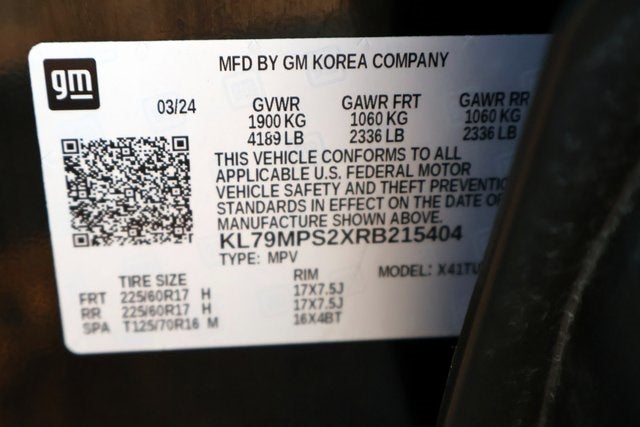 gm
MFD BY GM KOREA COMPANY
03/24 GVWR GAWR FRT GAWR RR
1900 KG 1060 KG 1060 KG
4189 LB 2336 LB 2336 LB
THIS VEHICLE CONFORMS TO ALL
APPLICABLE U.S. FEDERAL MOTOR
VEHICLE SAFETY AND THEFT PREVENTIO
STANDARDS IN EFFECT ON THE DATE OF
MANUFACTURE SHOWN ABOVE.
KL79MPS2XRB215404
TYPE: MPV MODEL: X41TU
TIRE SIZE RIM
FRT 225/60R17 H 17X7.5J
RR 225/60R17 H 17X7.5J
SPA T125/70R16 M 16X4BT